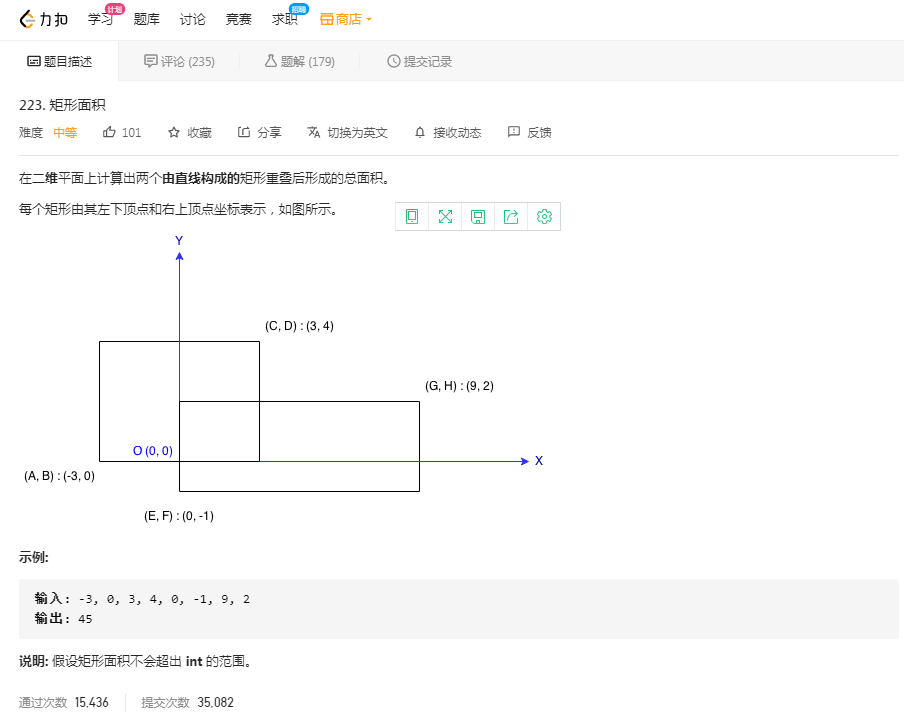 力扣 学习 计划 题库 讨论 竞赛 求职 招聘 商店
题目描述 评论 (235) 题解 (179) 提交记录
223. 矩形面积
难度 中等 101 收藏 分享 切换为英文 接收动态 反馈
在二维平面上计算出两个由直线构成的矩形重叠后形成的总面积。
每个矩形由其左下顶点和右上顶点坐标表示，如图所示。
Y
(C, D) : (3, 4)
(G, H) : (9, 2)
O (0, 0)
X
(A, B) : (-3, 0)
(E, F) : (0, -1)
示例:
输入: -3, 0, 3, 4, 0, -1, 9, 2
输出: 45
说明: 假设矩形面积不会超出 int 的范围。
通过次数 15,436 提交次数 35,082